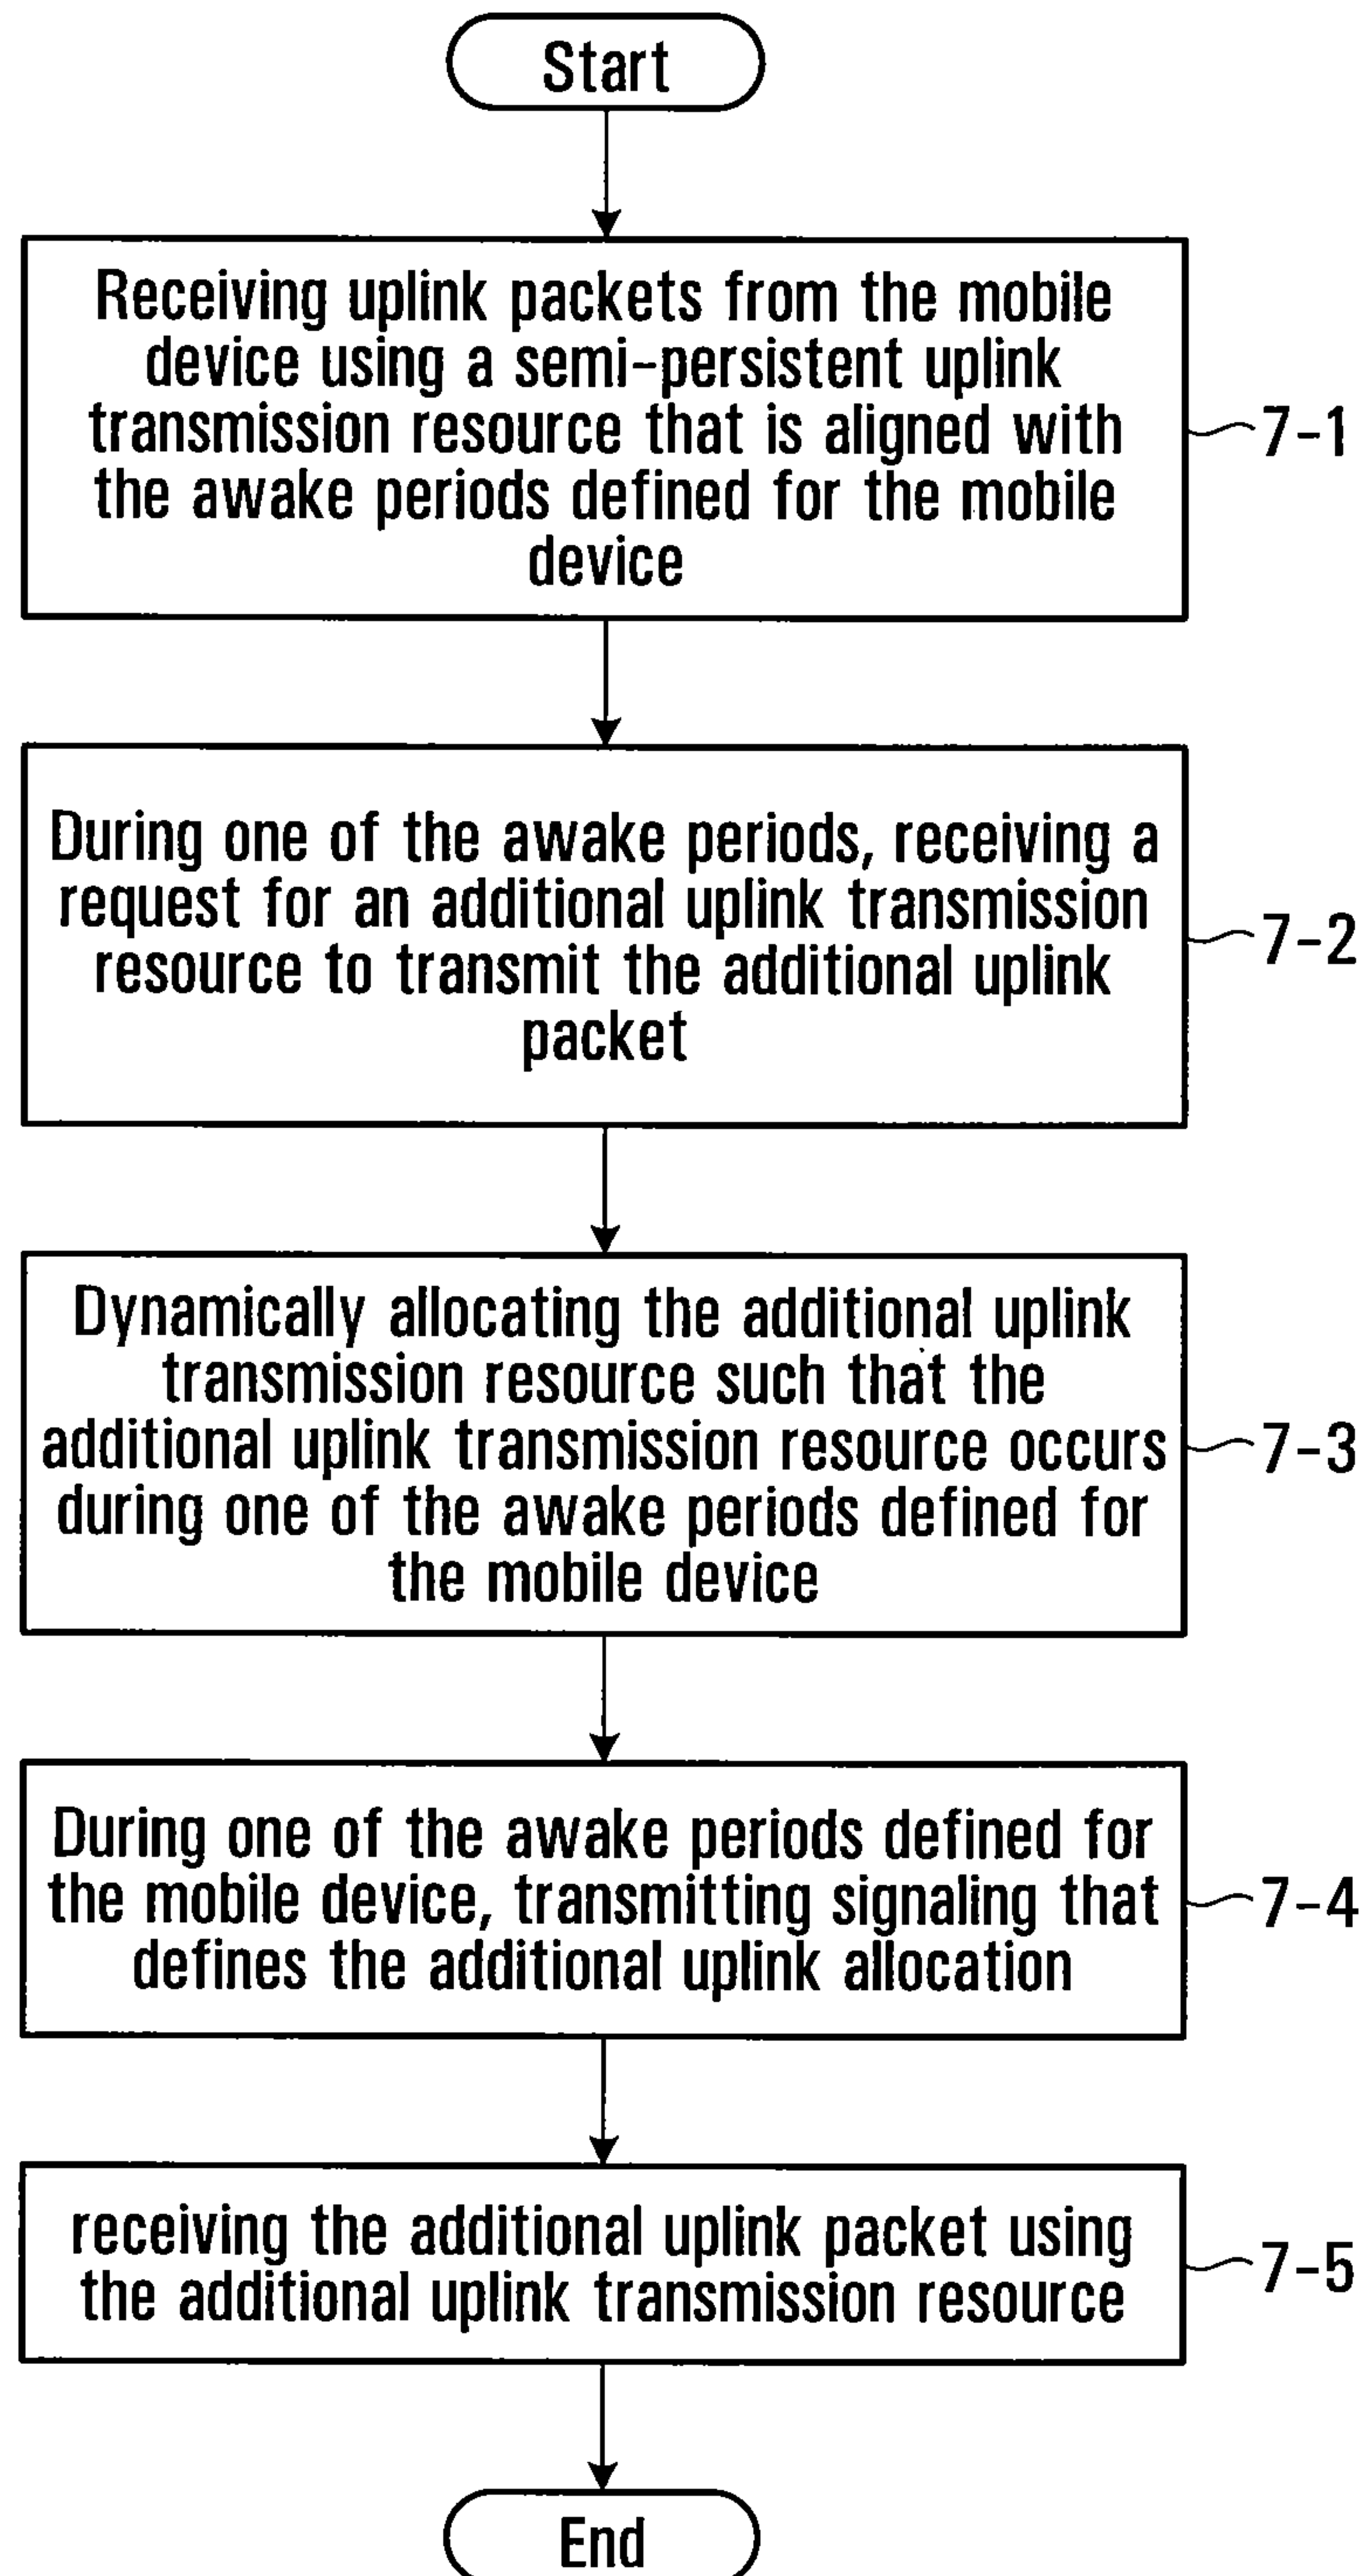 Start
Receiving uplink packets from the mobile
device using a semi-persistent uplink
transmission resource that is aligned with
the awake periods defined for the mobile
device
7-1
During one of the awake periods, receiving a
request for an additional uplink transmission
resource to transmit the additional uplink
packet
7-2
Dynamically allocating the additional uplink
transmission resource such that the
additional uplink transmission resource occurs
during one of the awake periods defined for
the mobile device
7-3
During one of the awake periods defined for
the mobile device, transmitting signaling that
defines the additional uplink allocation
7-4
receiving the additional uplink packet using
the additional uplink transmission resource
7-5
End